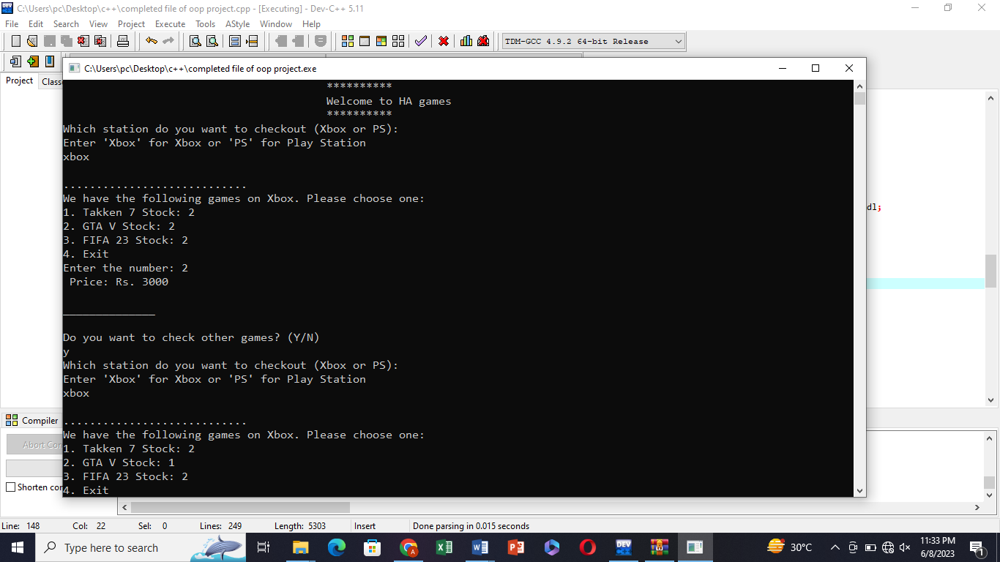 C:\Users\pc\Desktop\c++\completed file of oop project.cpp - [Executing] - Dev-C++ 5.11
File Edit Search View Project Execute Tools AStyle Window Help
TDM-GCC 4.9.2 64-bit Release
C:\Users\pc\Desktop\c++\completed file of oop project.exe
Project Class
**********
Welcome to HA games
**********
Which station do you want to checkout (Xbox or PS):
Enter 'Xbox' for Xbox or 'PS' for Play Station
xbox
............................
We have the following games on Xbox. Please choose one:
1. Takken 7 Stock: 2
dl;
2. GTA V Stock: 2
3. FIFA 23 Stock: 2
4. Exit
Enter the number: 2
Price: Rs. 3000
______________
Do you want to check other games? (Y/N)
y
Which station do you want to checkout (Xbox or PS):
Enter 'Xbox' for Xbox or 'PS' for Play Station
xbox
Compiler
............................
We have the following games on Xbox. Please choose one:
Abort Con
1. Takken 7 Stock: 2
2. GTA V Stock: 1
3. FIFA 23 Stock: 2
Shorten con
4. Exit
Line: 148 Col: 22 Sel: 0 Lines: 249 Length: 5303 Insert Done parsing in 0.015 seconds
Type here to search
DEV
30°C
11:33 PM
6/8/2023
1